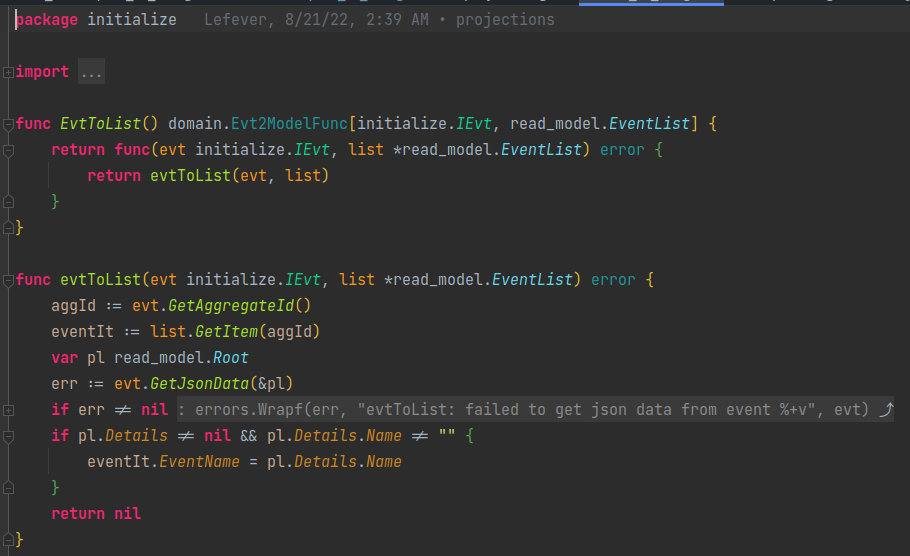 package initialize Lefever, 8/21/22, 2:39 AM • projections
import ...
func EvtToList() domain.Evt2ModelFunc[initialize.IEvt, read_model.EventList] {
return func(evt initialize.IEvt, list *read_model.EventList) error {
return evtToList(evt, list)
}
}
func evtToList(evt initialize.IEvt, list *read_model.EventList) error {
aggId := evt.GetAggregateId()
eventIt := list.GetItem(aggId)
var pl read_model.Root
err := evt.GetJsonData(&pl)
if err != nil : errors.Wrapf(err, "evtToList: failed to get json data from event %+v", evt)
if pl.Details != nil && pl.Details.Name != "" {
eventIt.EventName = pl.Details.Name
}
return nil
}